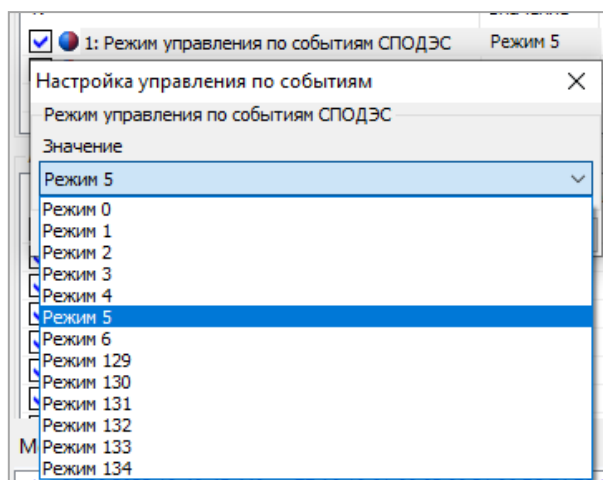 1: Режим управления по событиям СПОДЭС Режим 5
Настройка управления по событиям
Режим управления по событиям СПОДЭС
Значение
Режим 5
Режим 0
Режим 1
Режим 2
Режим 3
Режим 4
Режим 5
Режим 6
Режим 129
Режим 130
Режим 131
Режим 132
Режим 133
Режим 134